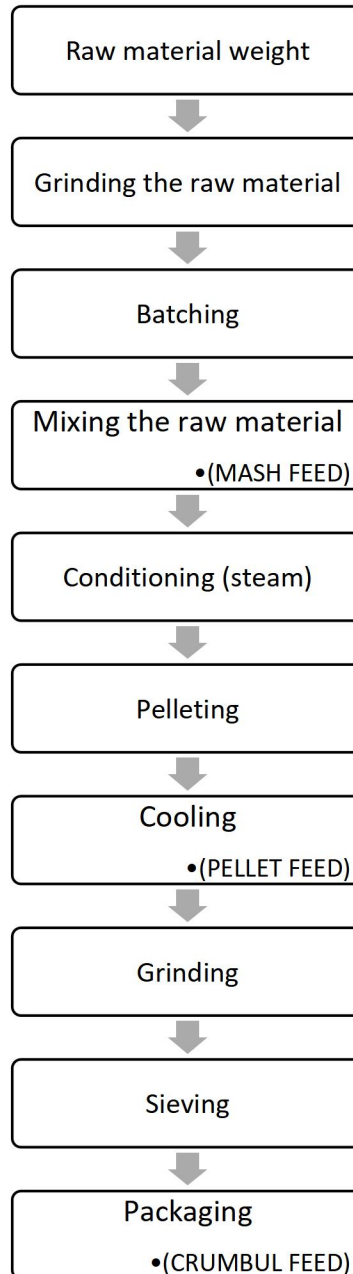 Raw material weight
Grinding the raw material
Batching
Mixing the raw material
•(MASH FEED)
Conditioning (steam)
Pelleting
Cooling
•(PELLET FEED)
Grinding
Sieving
Packaging
•(CRUMBUL FEED)